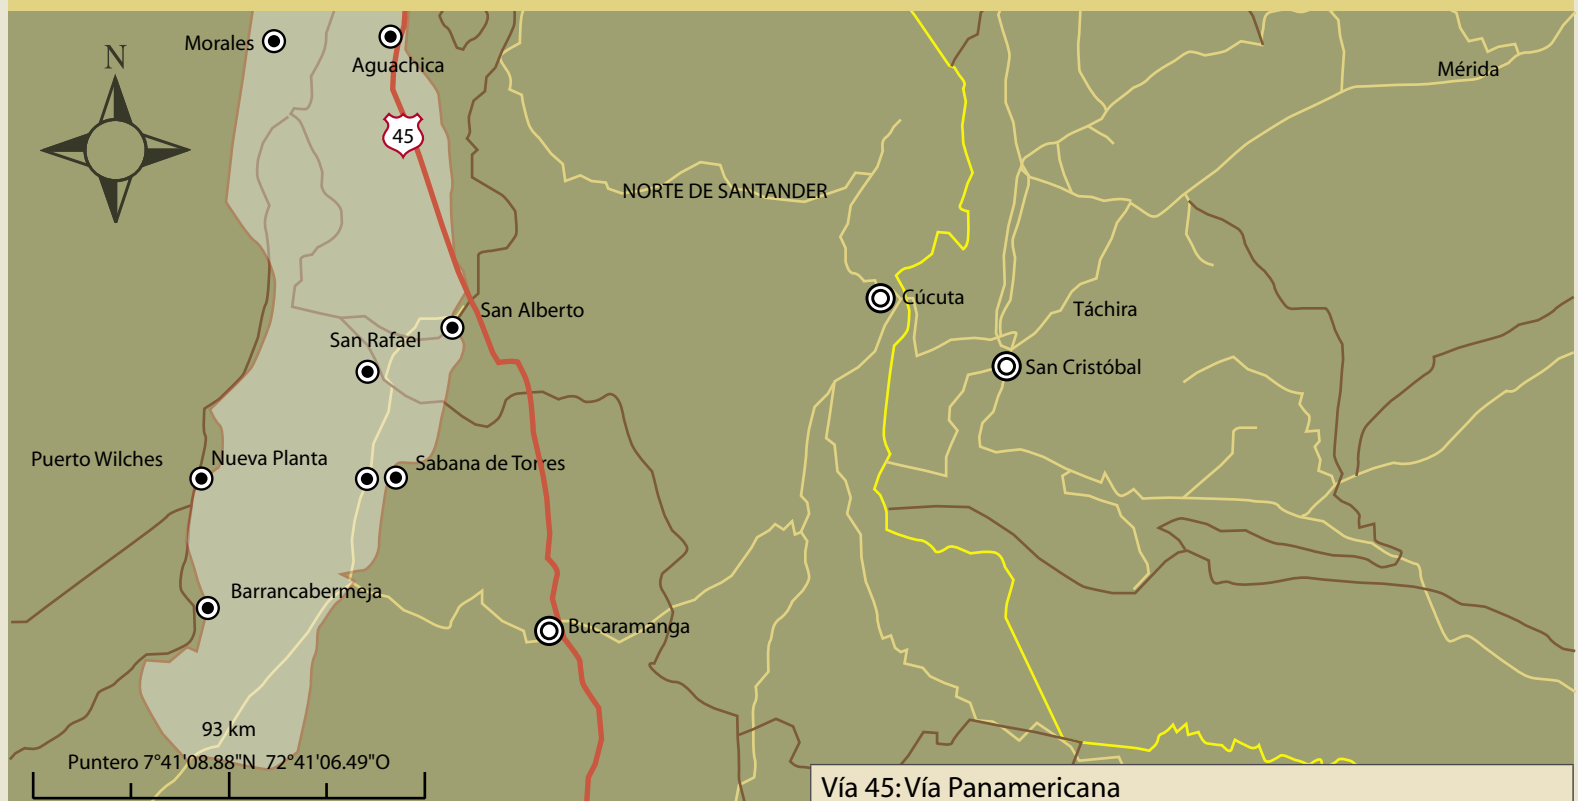 N
Morales
Aguachica
Mérida
45
NORTE DE SANTANDER
Cúcuta
San Alberto
Táchira
San Rafael
San Cristóbal
Puerto Wilches
Nueva Planta
Sabana de Torres
Barrancabermeja
Bucaramanga
93 km
Puntero 7°41'08.88"N 72°41'06.49"O
Vía 45: Vía Panamericana